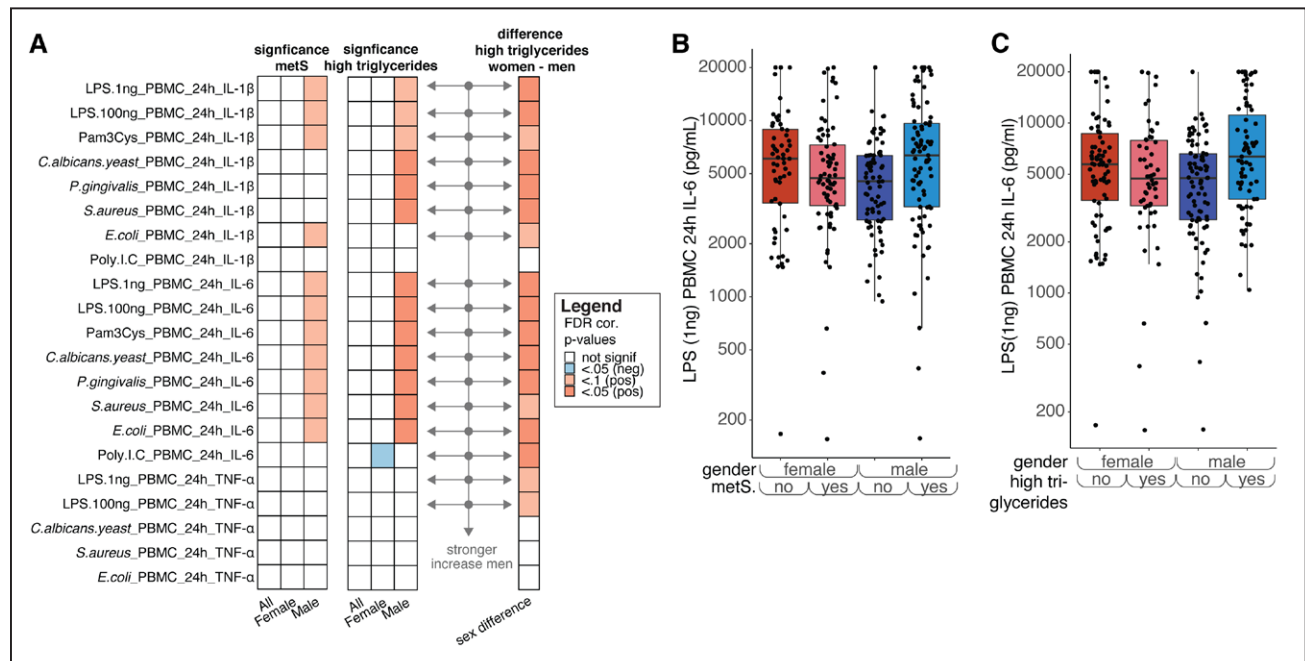 A
signficance
metS
signficance
high triglycerides
difference
high triglycerides
women - men
LPS.1ng_PBMC_24h_IL-1β
LPS.100ng_PBMC_24h_IL-1β
Pam3Cys_PBMC_24h_IL-1β
C.albicans.yeast_PBMC_24h_IL-1β
P.gingivalis_PBMC_24h_IL-1β
S.aureus_PBMC_24h_IL-1β
E.coli_PBMC_24h_IL-1β
Poly.I.C_PBMC_24h_IL-1β
LPS.1ng_PBMC_24h_IL-6
LPS.100ng_PBMC_24h_IL-6
Pam3Cys_PBMC_24h_IL-6
C.albicans.yeast_PBMC_24h_IL-6
P.gingivalis_PBMC_24h_IL-6
S.aureus_PBMC_24h_IL-6
E.coli_PBMC_24h_IL-6
Poly.I.C_PBMC_24h_IL-6
LPS.1ng_PBMC_24h_TNF-α
LPS.100ng_PBMC_24h_TNF-α
C.albicans.yeast_PBMC_24h_TNF-α
S.aureus_PBMC_24h_TNF-α
E.coli_PBMC_24h_TNF-α
All
Female
Male
All
Female
Male
stronger
increase men
sex difference
Legend
FDR cor.
p-values
not signif
<.05 (neg)
<.1 (pos)
<.05 (pos)
B
LPS (1ng) PBMC 24h IL-6 (pg/mL)
20000
10000
5000
2000
1000
500
200
gender female male
metS. no yes no yes
C
LPS(1ng) PBMC 24h IL-6 (pg/ml)
20000
10000
5000
2000
1000
500
200
gender female male
high tri- no yes no yes
glycerides